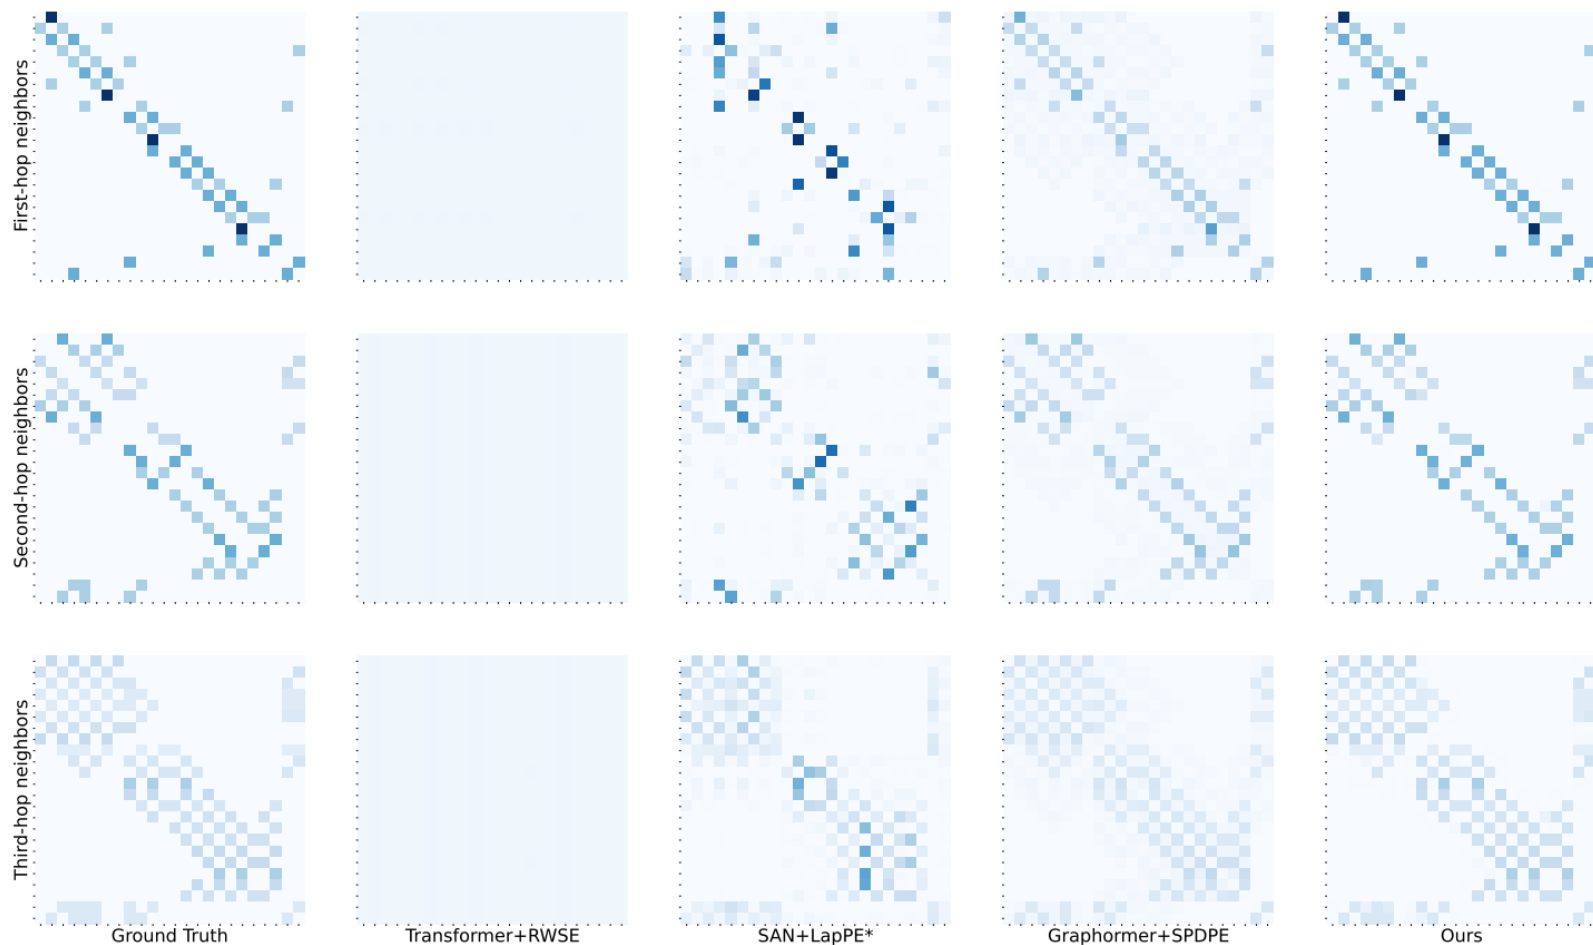 First-hop neighbors
Second-hop neighbors
Third-hop neighbors
Ground Truth
Transformer+RWSE
SAN+LapPE*
Graphormer+SPDPE
Ours